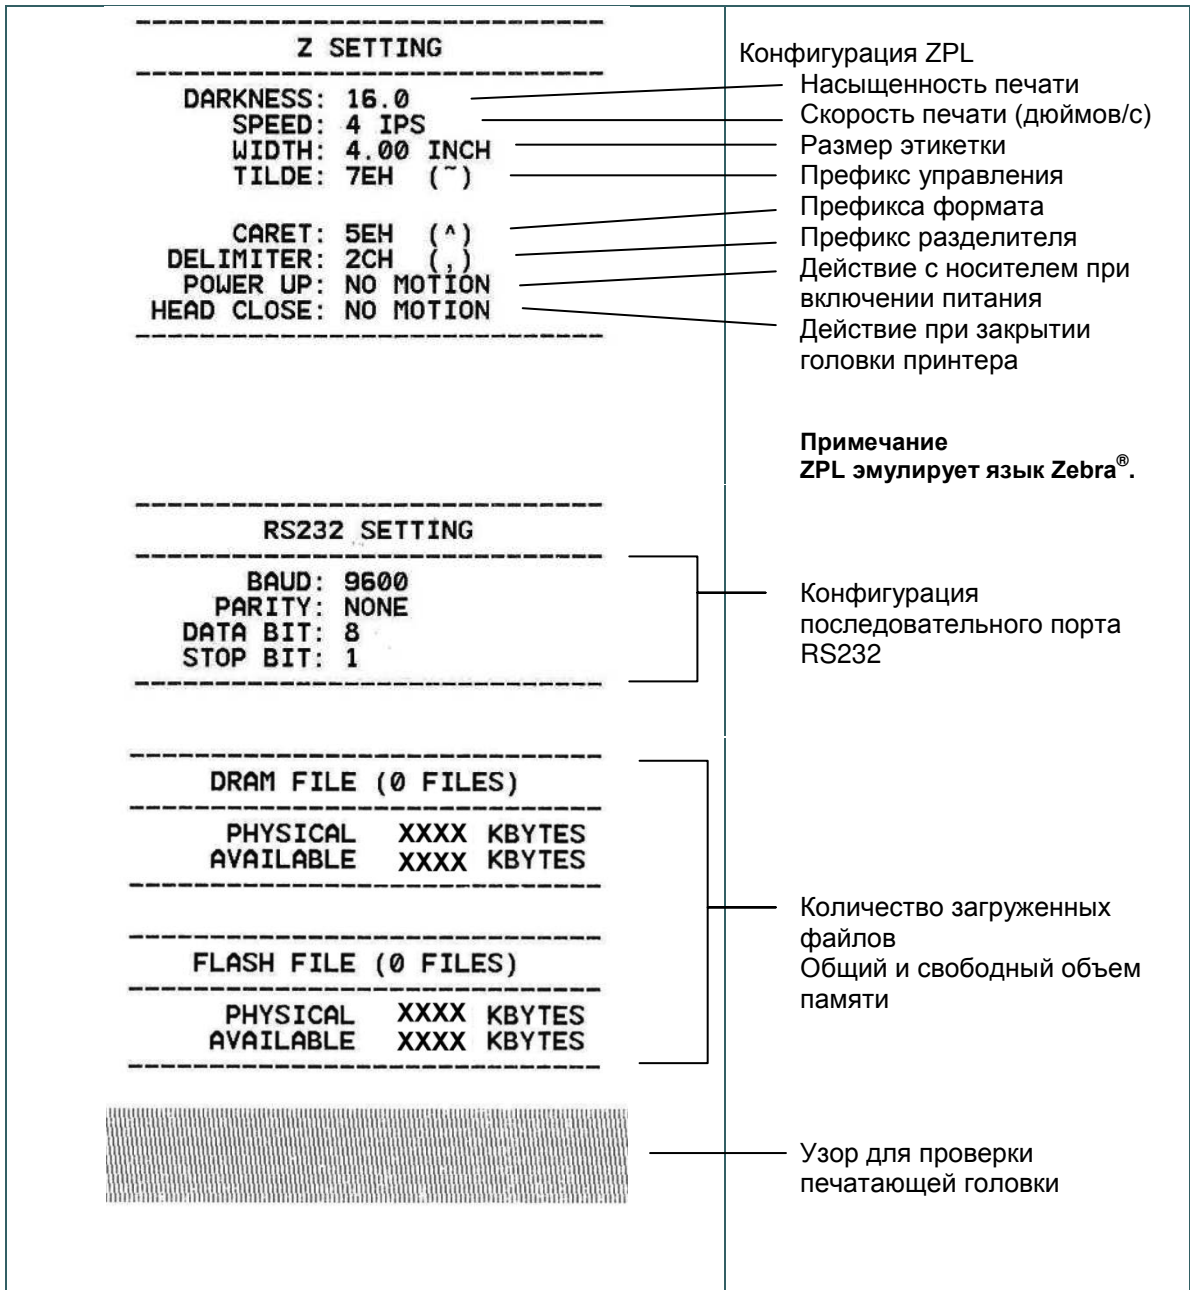 Z SETTING
DARKNESS: 16.0
SPEED: 4 IPS
WIDTH: 4.00 INCH
TILDE: 7EH (~)
CARET: 5EH (^)
DELIMITER: 2CH (,)
POWER UP: NO MOTION
HEAD CLOSE: NO MOTION
Конфигурация ZPL
Насыщенность печати
Скорость печати (дюймов/с)
Размер этикетки
Префикс управления
Префикса формата
Префикс разделителя
Действие с носителем при
включении питания
Действие при закрытии
головки принтера
Примечание
ZPL эмулирует язык Zebra®.
RS232 SETTING
BAUD: 9600
PARITY: NONE
DATA BIT: 8
STOP BIT: 1
Конфигурация
последовательного порта
RS232
DRAM FILE (0 FILES)
PHYSICAL XXXX KBYTES
AVAILABLE XXXX KBYTES
FLASH FILE (0 FILES)
PHYSICAL XXXX KBYTES
AVAILABLE XXXX KBYTES
Количество загруженных
файлов
Общий и свободный объем
памяти
Узор для проверки
печатающей головки